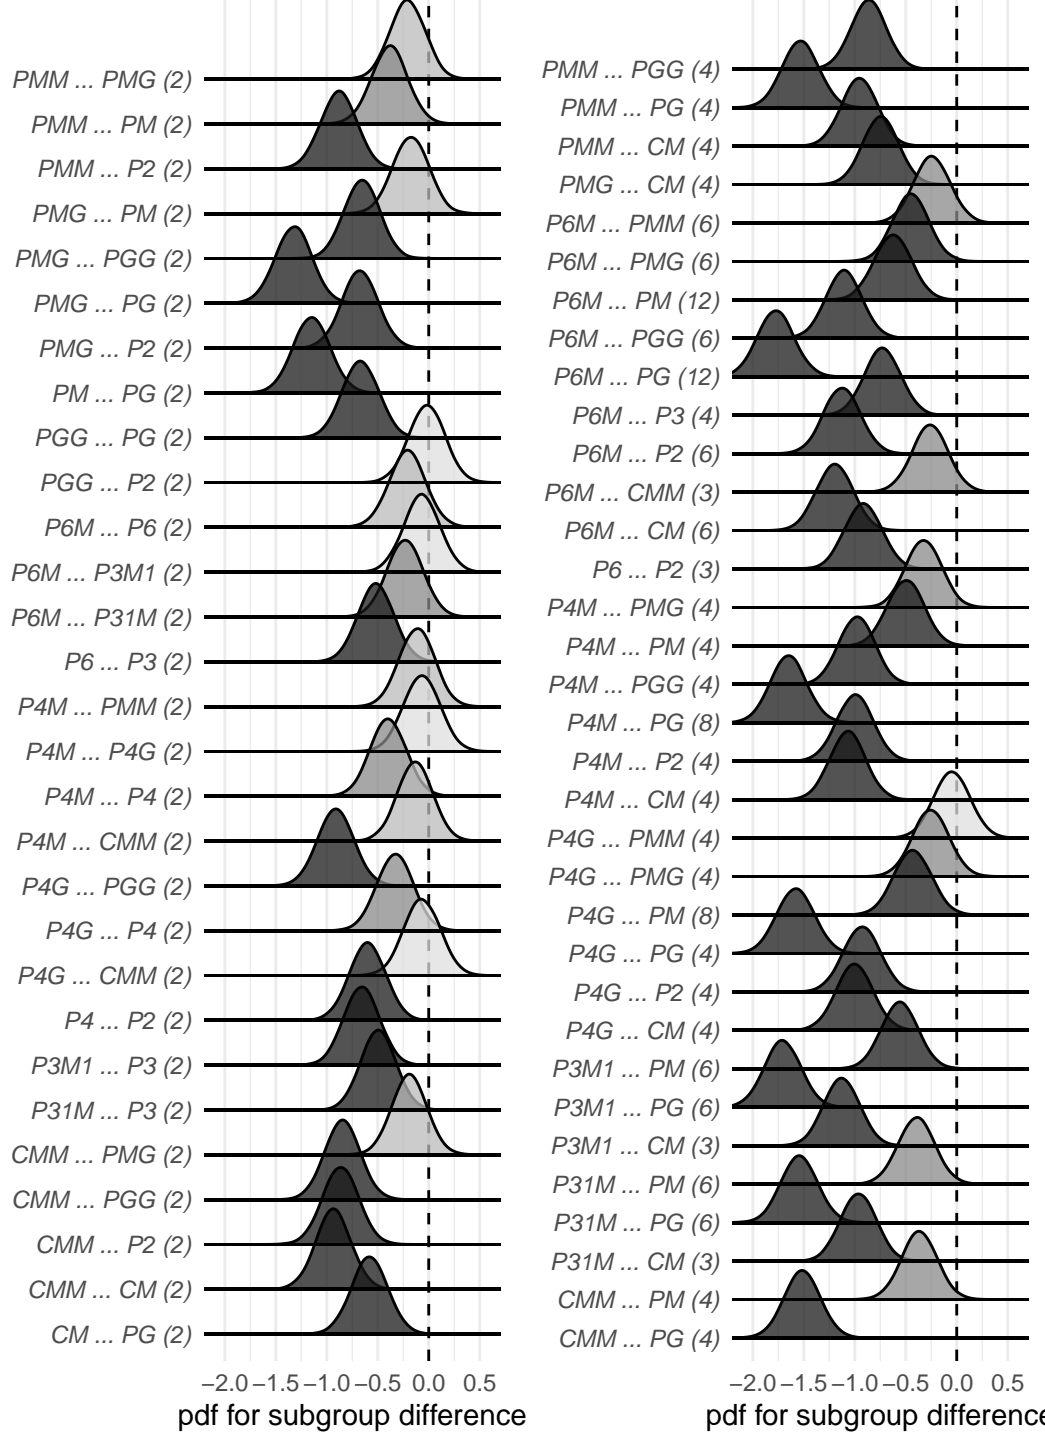 PMM ... PMG (2)
PMM ... PM (2)
PMM ... P2 (2)
PMG ... PM (2)
PMG ... PGG (2)
PMG ... PG (2)
PMG ... P2 (2)
PM ... PG (2)
PGG ... PG (2)
PGG ... P2 (2)
P6M ... P6 (2)
P6M ... P3M1 (2)
P6M ... P31M (2)
P6 ... P3 (2)
P4M ... PMM (2)
P4M ... P4G (2)
P4M ... P4 (2)
P4M ... CMM (2)
P4G ... PGG (2)
P4G ... P4 (2)
P4G ... CMM (2)
P4 ... P2 (2)
P3M1 ... P3 (2)
P31M ... P3 (2)
CMM ... PMG (2)
CMM ... PGG (2)
CMM ... P2 (2)
CMM ... CM (2)
CM ... PG (2)
−2.0 −1.5 −1.0 −0.5 0.0 0.5
pdf for subgroup difference
PMM ... PGG (4)
PMM ... PG (4)
PMM ... CM (4)
PMG ... CM (4)
P6M ... PMM (6)
P6M ... PMG (6)
P6M ... PM (12)
P6M ... PGG (6)
P6M ... PG (12)
P6M ... P3 (4)
P6M ... P2 (6)
P6M ... CMM (3)
P6M ... CM (6)
P6 ... P2 (3)
P4M ... PMG (4)
P4M ... PM (4)
P4M ... PGG (4)
P4M ... PG (8)
P4M ... P2 (4)
P4M ... CM (4)
P4G ... PMM (4)
P4G ... PMG (4)
P4G ... PM (8)
P4G ... PG (4)
P4G ... P2 (4)
P4G ... CM (4)
P3M1 ... PM (6)
P3M1 ... PG (6)
P3M1 ... CM (3)
P31M ... PM (6)
P31M ... PG (6)
P31M ... CM (3)
CMM ... PM (4)
CMM ... PG (4)
−2.0 −1.5 −1.0 −0.5 0.0 0.5
pdf for subgroup difference